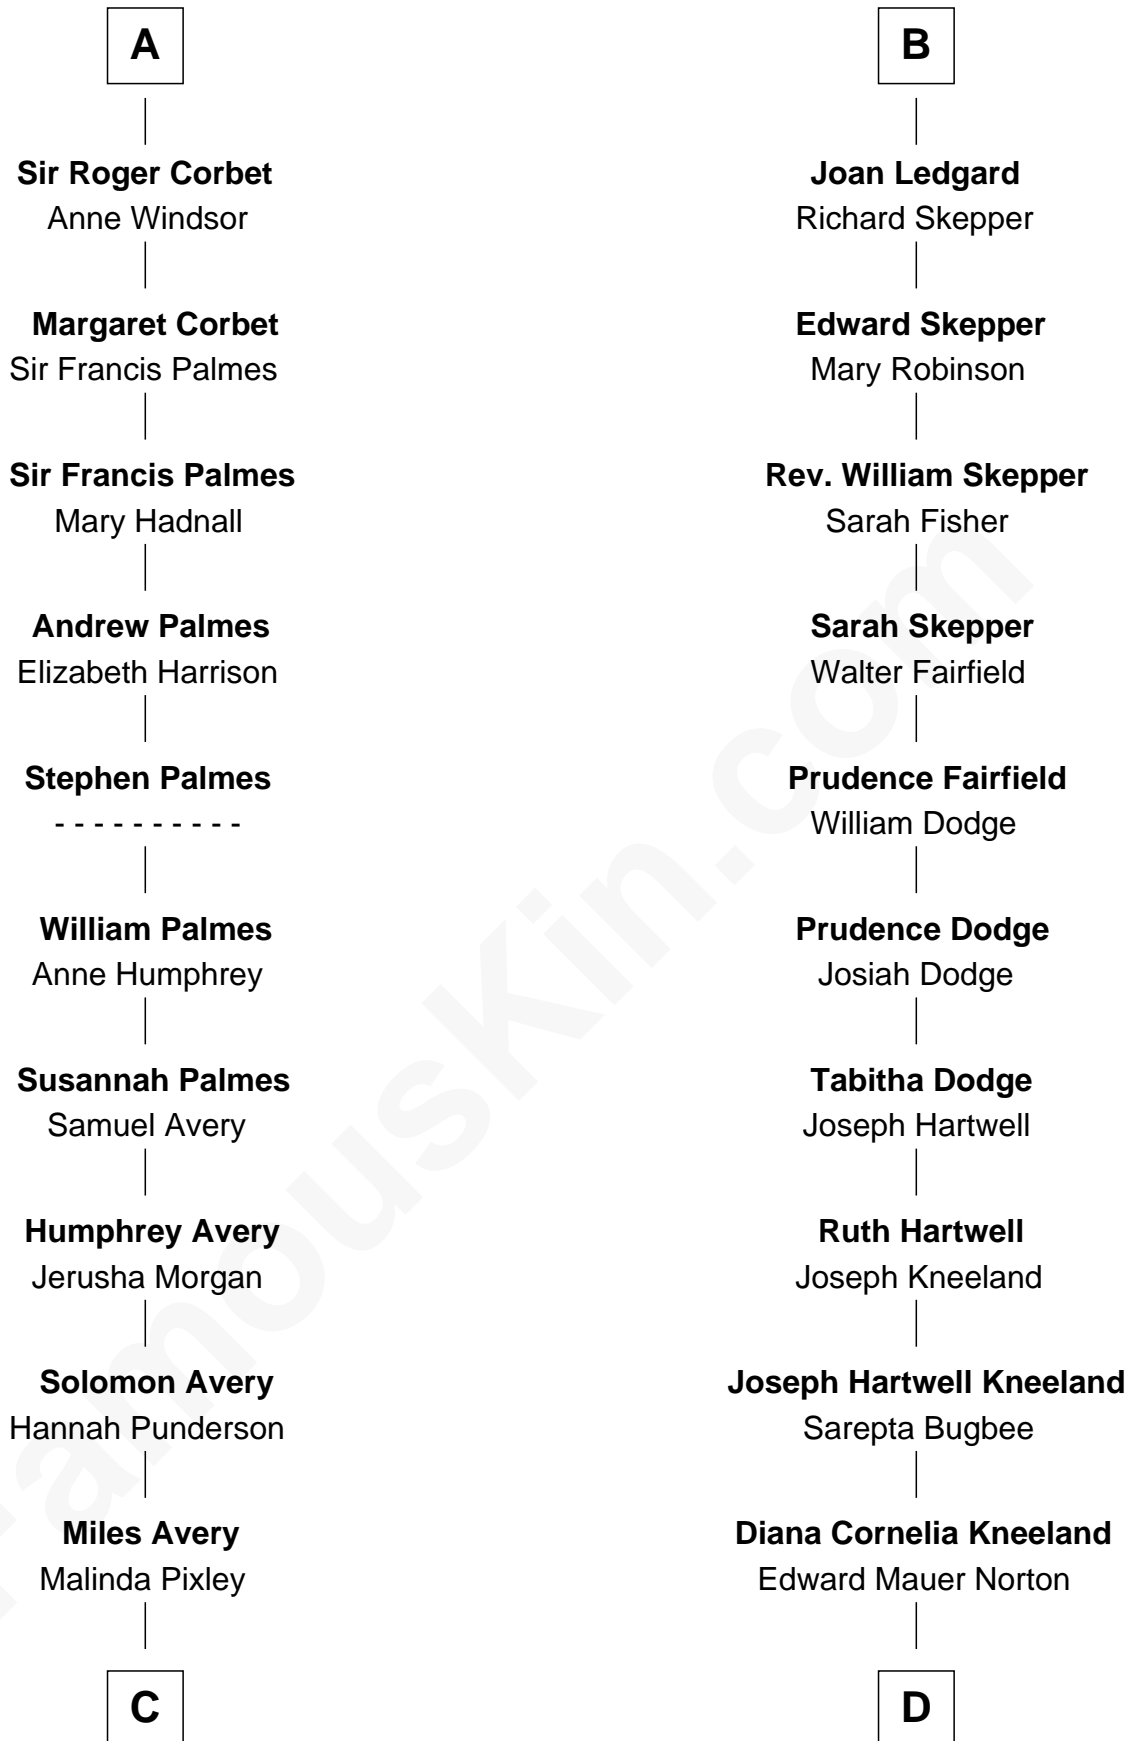 A
Sir Roger Corbet
Anne Windsor
Margaret Corbet
Sir Francis Palmes
Sir Francis Palmes
Mary Hadnall
Andrew Palmes
Elizabeth Harrison
Stephen Palmes
- - - - - - - - - -
William Palmes
Anne Humphrey
Susannah Palmes
Samuel Avery
Humphrey Avery
Jerusha Morgan
Solomon Avery
Hannah Punderson
Miles Avery
Malinda Pixley
C
B
Joan Ledgard
Richard Skepper
Edward Skepper
Mary Robinson
Rev. William Skepper
Sarah Fisher
Sarah Skepper
Walter Fairfield
Prudence Fairfield
William Dodge
Prudence Dodge
Josiah Dodge
Tabitha Dodge
Joseph Hartwell
Ruth Hartwell
Joseph Kneeland
Joseph Hartwell Kneeland
Sarepta Bugbee
Diana Cornelia Kneeland
Edward Mauer Norton
D
FamousKin.com